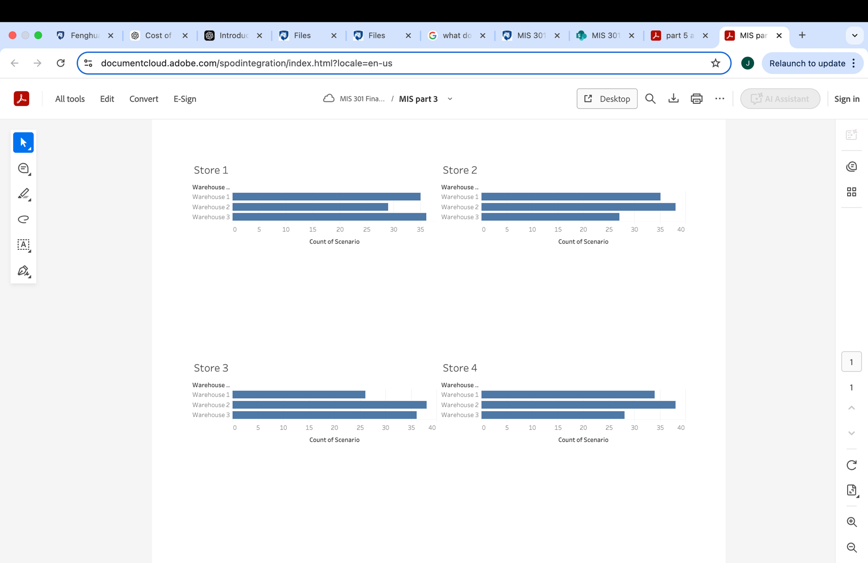 Fenghua
Cost of
Introduc
Files
Files
what do
MIS 301
MIS 301
part 5 a
MIS par
documentcloud.adobe.com/spodintegration/index.html?locale=en-us
J
Relaunch to update
All tools
Edit
Convert
E-Sign
MIS 301 Fina... / MIS part 3
Desktop
AI Assistant
Sign in
Store 1
Warehouse ..
Warehouse 1
Warehouse 2
Warehouse 3
0 5 10 15 20 25 30 35
Count of Scenario
Store 2
Warehouse ..
Warehouse 1
Warehouse 2
Warehouse 3
0 5 10 15 20 25 30 35 40
Count of Scenario
Store 3
Warehouse ..
Warehouse 1
Warehouse 2
Warehouse 3
0 5 10 15 20 25 30 35 40
Count of Scenario
Store 4
Warehouse ..
Warehouse 1
Warehouse 2
Warehouse 3
0 5 10 15 20 25 30 35 40
Count of Scenario
1
1